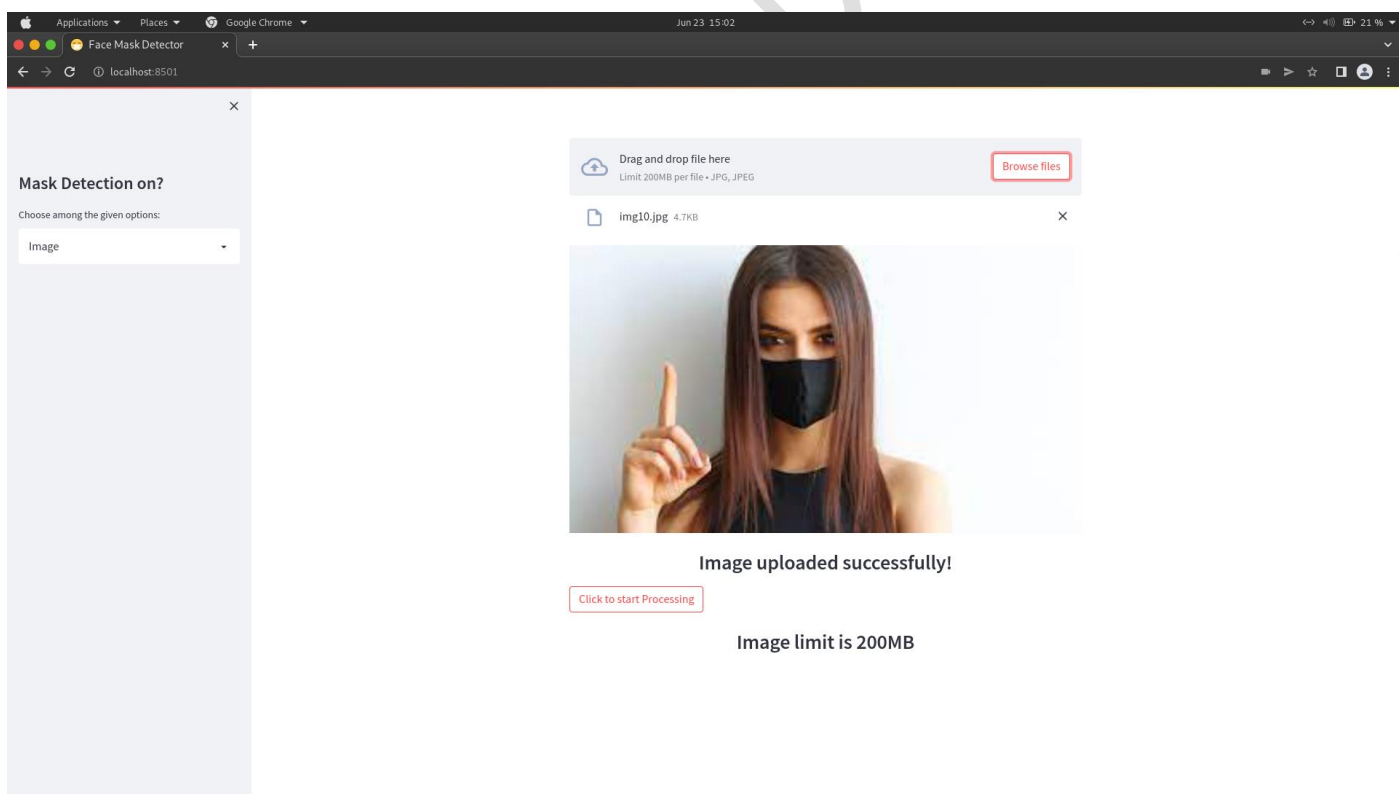 Applications Places Google Chrome Jun 23 15:02 21 %
Face Mask Detector
localhost:8501
Mask Detection on?
Choose among the given options:
Image
Drag and drop file here
Limit 200MB per file • JPG, JPEG
Browse files
img10.jpg 4.7KB
Image uploaded successfully!
Click to start Processing
Image limit is 200MB